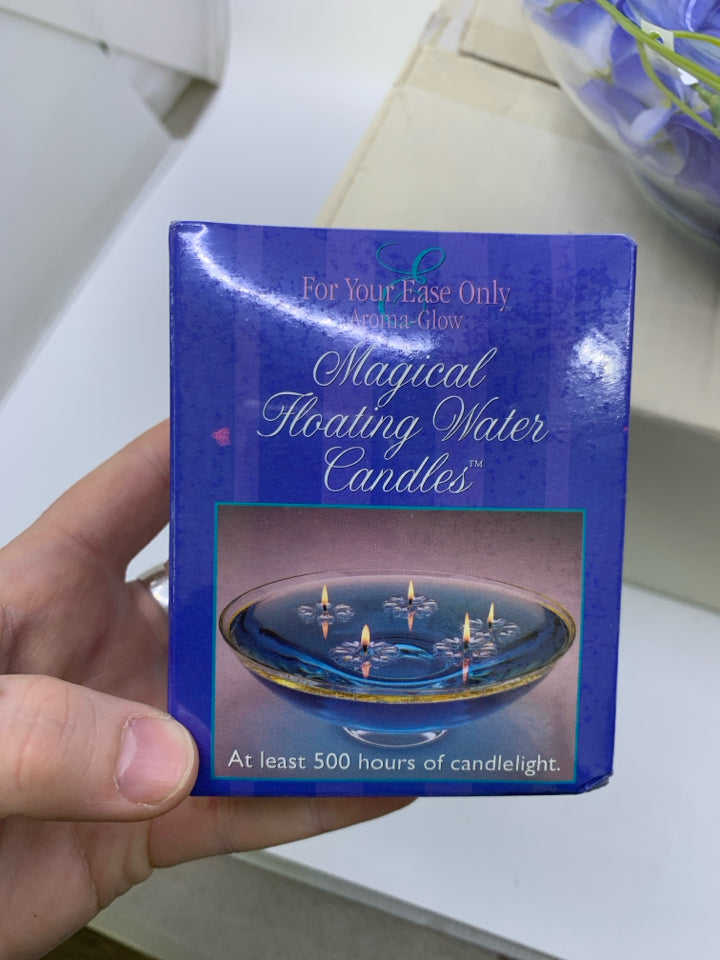 E
For Your Ease Only
Aroma-Glow
Magical
Floating Water
Candles™
At least 500 hours of candlelight.